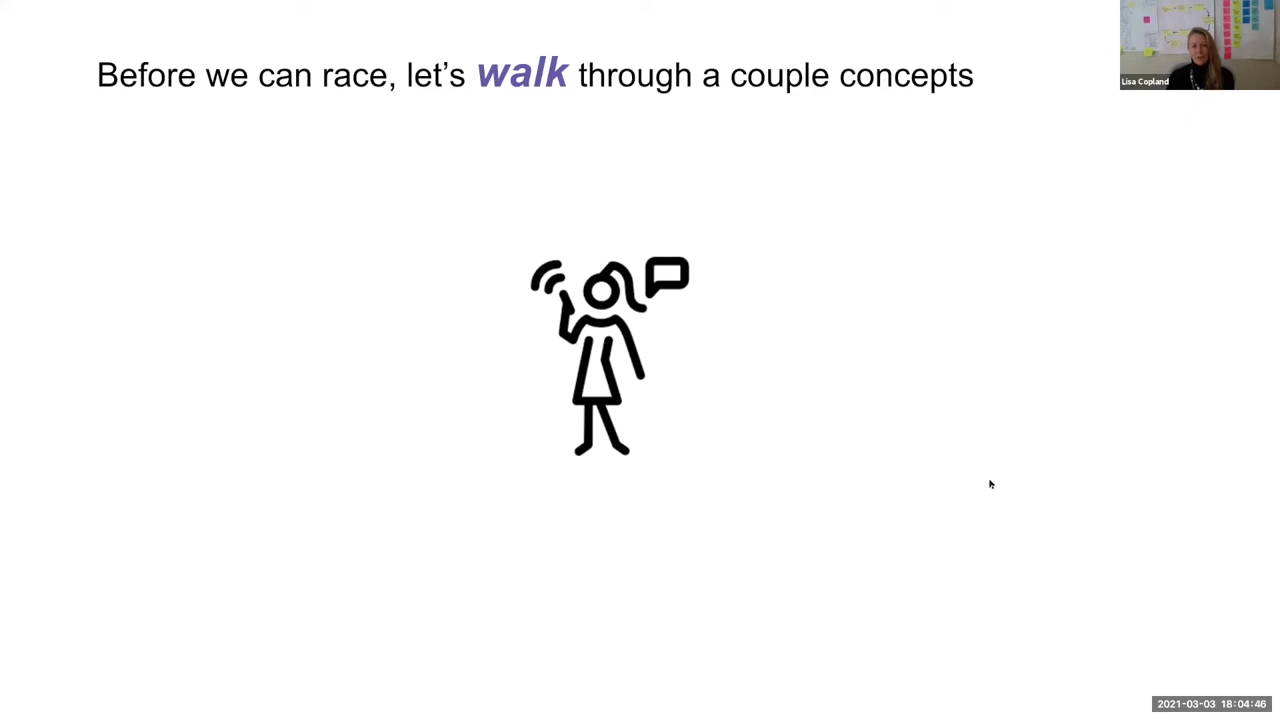 Before we can race, let's walk through a couple concepts
Lisa Copland
2021-03-03 18:04:46